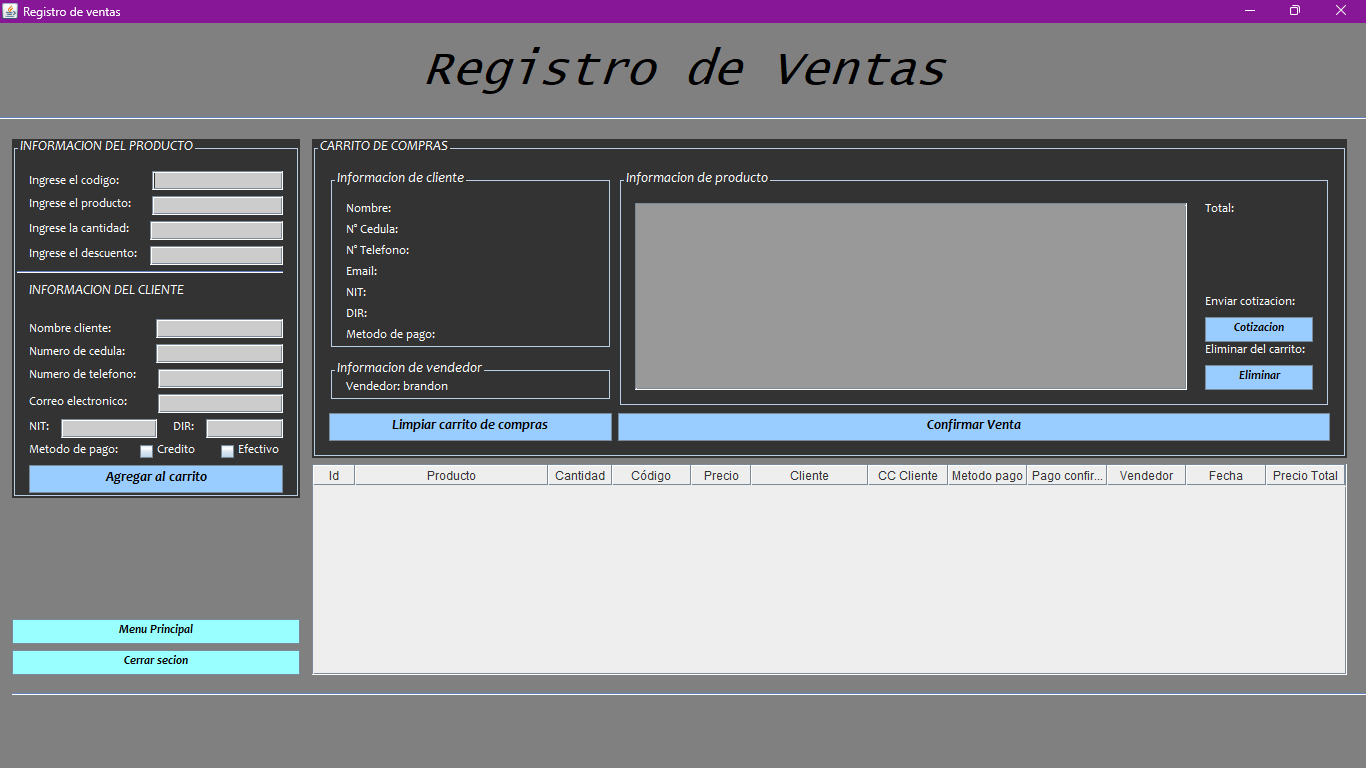 Registro de ventas
Registro de Ventas
INFORMACION DEL PRODUCTO
Ingrese el codigo:
Ingrese el producto:
Ingrese la cantidad:
Ingrese el descuento:
INFORMACION DEL CLIENTE
Nombre cliente:
Numero de cedula:
Numero de telefono:
Correo electronico:
NIT: DIR:
Metodo de pago: Credito Efectivo
Agregar al carrito
Menu Principal
Cerrar secion
CARRITO DE COMPRAS
Informacion de cliente
Nombre:
N° Cedula:
N° Telefono:
Email:
NIT:
DIR:
Metodo de pago:
Informacion de vendedor
Vendedor: brandon
Informacion de producto
Total:
Enviar cotizacion:
Cotizacion
Eliminar del carrito:
Eliminar
Limpiar carrito de compras
Confirmar Venta
Id Producto Cantidad Código Precio Cliente CC Cliente Metodo pago Pago confir... Vendedor Fecha Precio Total